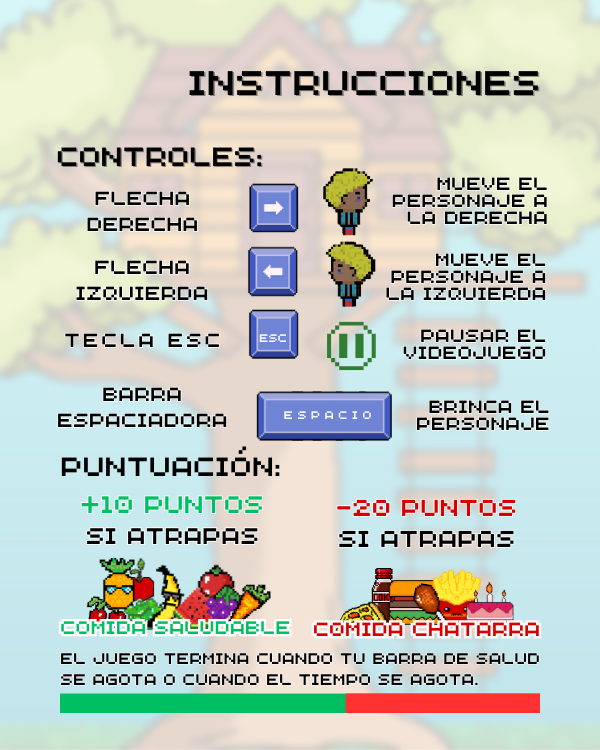 INSTRUCCIONES
CONTROLES:
FLECHA
DERECHA
MUEVE EL
PERSONAJE A
LA DERECHA
FLECHA
IZQUIERDA
MUEVE EL
PERSONAJE A
LA IZQUIERDA
TECLA ESC
ESC
PAUSAR EL
VIDEOJUEGO
BARRA
ESPACIADORA
ESPACIO
BRINCA EL
PERSONAJE
PUNTUACIÓN:
+10 PUNTOS
SI ATRAPAS
COMIDA SALUDABLE
-20 PUNTOS
SI ATRAPAS
COMIDA CHATARRA
EL JUEGO TERMINA CUANDO TU BARRA DE SALUD
SE AGOTA O CUANDO EL TIEMPO SE AGOTA.